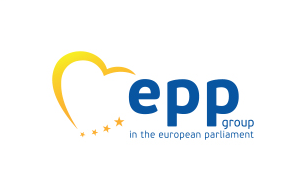 epp
group
in the european parliament